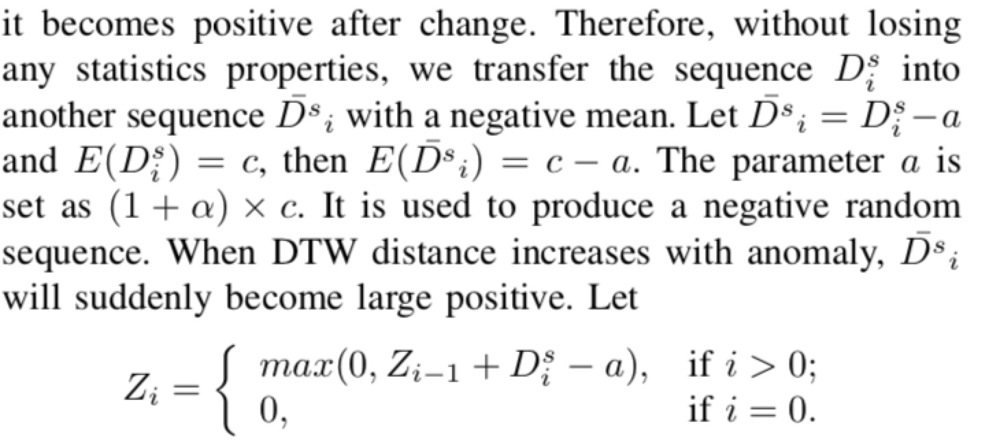 it becomes positive after change. Therefore, without losing
any statistics properties, we transfer the sequence $D_i^s$ into
another sequence $\bar{D^s}_i$ with a negative mean. Let $\bar{D^s}_i = D_i^s - a$
and $E(D_i^s) = c$, then $E(\bar{D^s}_i) = c - a$. The parameter $a$ is
set as $(1 + \alpha) \times c$. It is used to produce a negative random
sequence. When DTW distance increases with anomaly, $\bar{D^s}_i$
will suddenly become large positive. Let
$Z_i = \begin{cases} max(0, Z_{i-1} + D_i^s - a), & \text{if } i > 0; \\ 0, & \text{if } i = 0. \end{cases}$